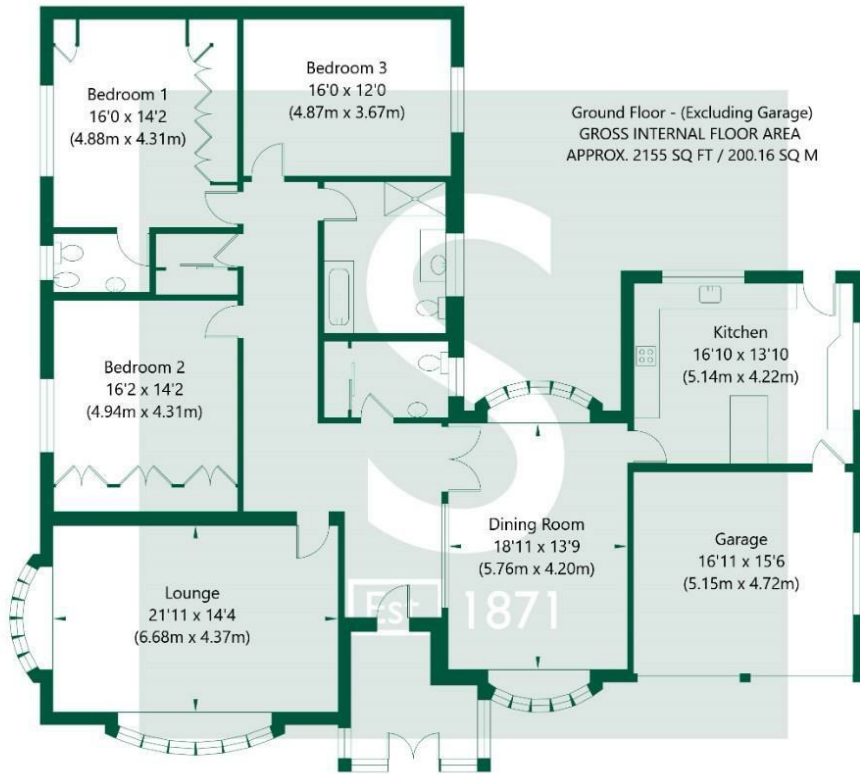 Bedroom 1
16'0 x 14'2
(4.88m x 4.31m)
Bedroom 3
16'0 x 12'0
(4.87m x 3.67m)
Ground Floor - (Excluding Garage)
GROSS INTERNAL FLOOR AREA
APPROX. 2155 SQ FT / 200.16 SQ M
Bedroom 2
16'2 x 14'2
(4.94m x 4.31m)
Kitchen
16'10 x 13'10
(5.14m x 4.22m)
Lounge
21'11 x 14'4
(6.68m x 4.37m)
Dining Room
18'11 x 13'9
(5.76m x 4.20m)
Garage
16'11 x 15'6
(5.15m x 4.72m)
S
Est 1871